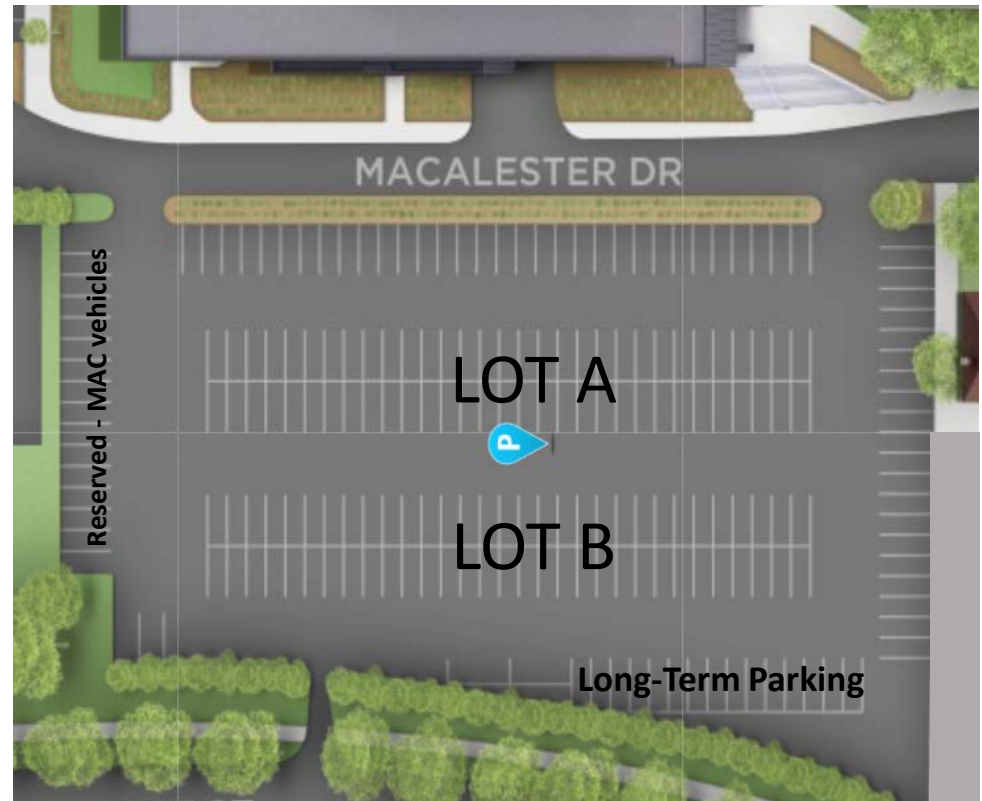 MACALESTER DR
Reserved - MAC vehicles
LOT A
P
LOT B
Long-Term Parking